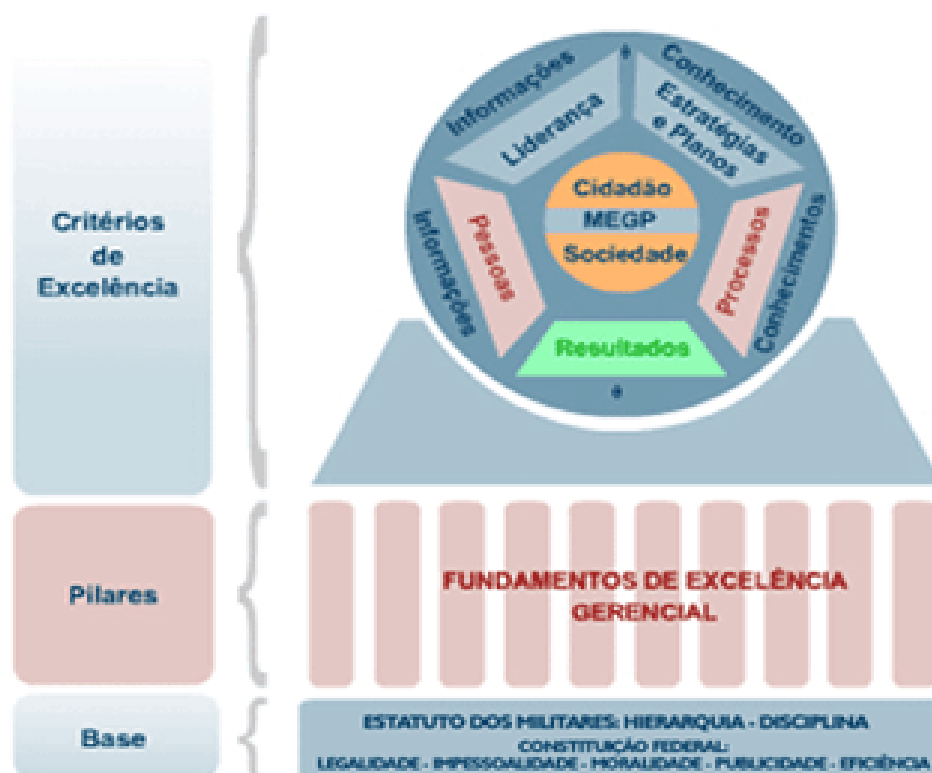 Critérios
de
Excelência
Informações
Conhecimento
Liderança
Estratégias
e Planos
Cidadão
MEGP
Sociedade
Pessoas
Processos
Informações
Conhecimentos
Resultados
e
e
Pilares
FUNDAMENTOS DE EXCELÊNCIA
GERENCIAL
Base
ESTATUTO DOS MILITARES: HIERARQUIA - DISCIPLINA
CONSTITUIÇÃO FEDERAL:
LEGALIDADE - IMPESSOALIDADE - MORALIDADE - PUBLICIDADE - EFICIÊNCIA